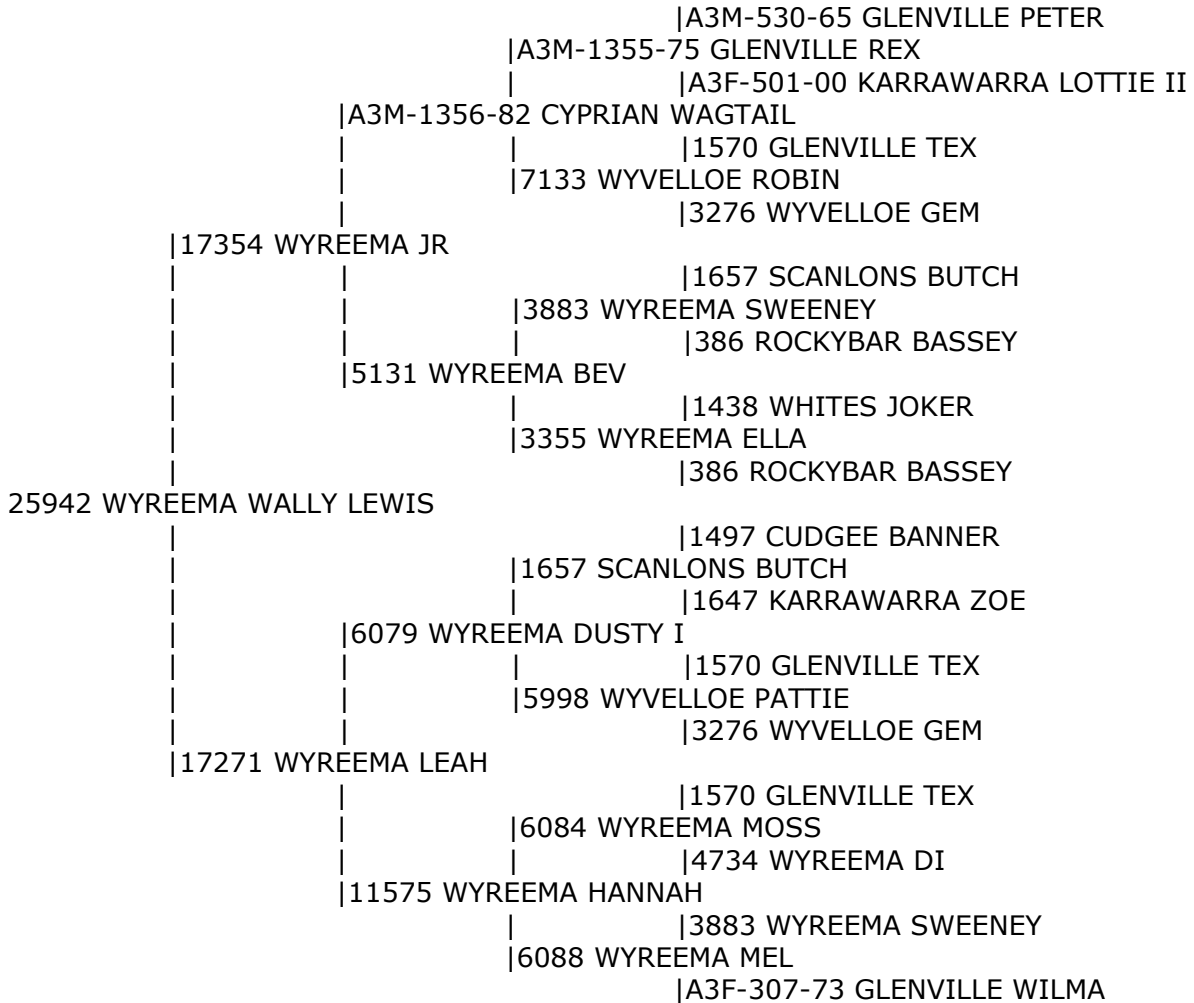 |A3M-530-65 GLENVILLE PETER
|A3M-1355-75 GLENVILLE REX
| |A3F-501-00 KARRAWARRA LOTTIE II
|A3M-1356-82 CYPRIAN WAGTAIL
| | |1570 GLENVILLE TEX
| |7133 WYVELLOE ROBIN
| |3276 WYVELLOE GEM
|17354 WYREEMA JR
| | |1657 SCANLONS BUTCH
| | |3883 WYREEMA SWEENEY
| | | |386 ROCKYBAR BASSEY
| |5131 WYREEMA BEV
| | |1438 WHITES JOKER
| |3355 WYREEMA ELLA
| |386 ROCKYBAR BASSEY
25942 WYREEMA WALLY LEWIS
| |1497 CUDGEE BANNER
| |1657 SCANLONS BUTCH
| | |1647 KARRAWARRA ZOE
| |6079 WYREEMA DUSTY I
| | | |1570 GLENVILLE TEX
| | |5998 WYVELLOE PATTIE
| | |3276 WYVELLOE GEM
|17271 WYREEMA LEAH
| |1570 GLENVILLE TEX
| |6084 WYREEMA MOSS
| | |4734 WYREEMA DI
|11575 WYREEMA HANNAH
| |3883 WYREEMA SWEENEY
|6088 WYREEMA MEL
|A3F-307-73 GLENVILLE WILMA